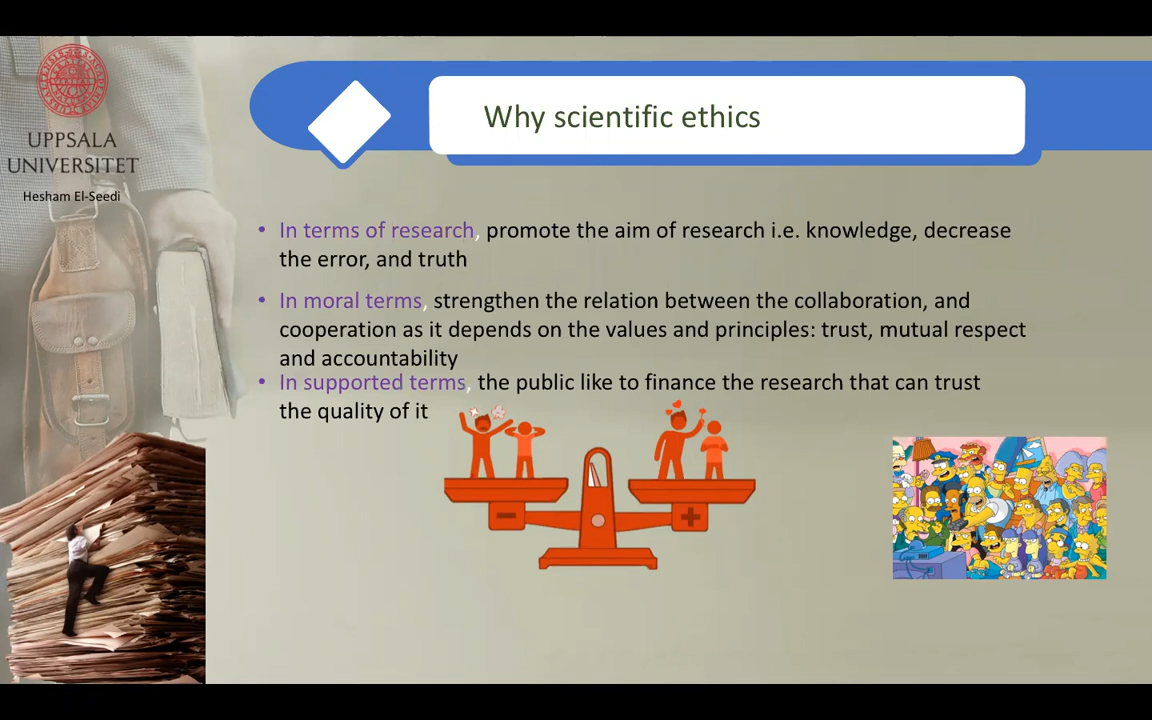 UPPSALA
UNIVERSITET
Hesham El-Seedi
Why scientific ethics
• In terms of research, promote the aim of research i.e. knowledge, decrease
the error, and truth
• In moral terms, strengthen the relation between the collaboration, and
cooperation as it depends on the values and principles: trust, mutual respect
and accountability
• In supported terms, the public like to finance the research that can trust
the quality of it